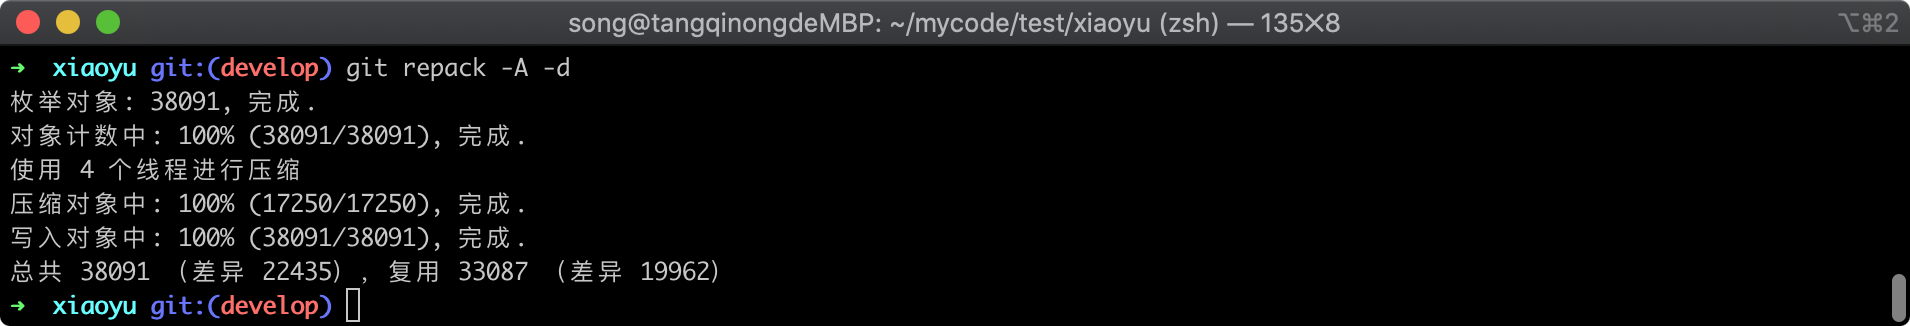 song@tangqinongdeMBP: ~/mycode/test/xiaoyu (zsh) — 135×8
⌥⌘2
➜ xiaoyu git:(develop) git repack -A -d
枚举对象: 38091, 完成.
对象计数中: 100% (38091/38091), 完成.
使用 4 个线程进行压缩
压缩对象中: 100% (17250/17250), 完成.
写入对象中: 100% (38091/38091), 完成.
总共 38091 （差异 22435），复用 33087 （差异 19962）
➜ xiaoyu git:(develop)